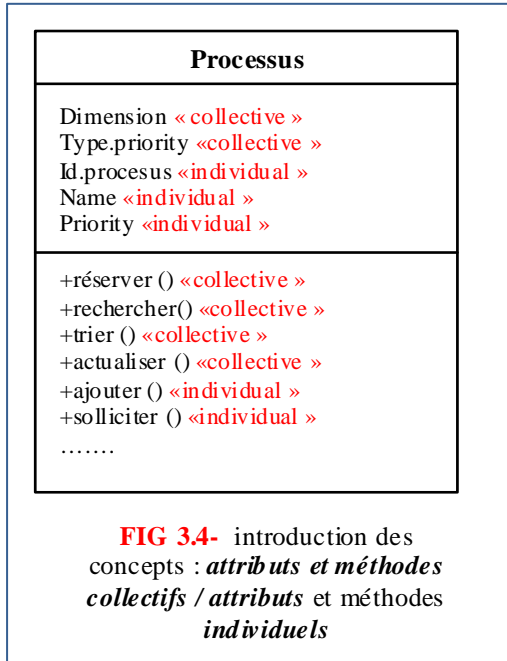 Processus
Dimension « collective »
Type.priority «collective »
Id.procesus «individual »
Name «individual »
Priority «individual »
+réserver () «collective »
+rechercher() «collective »
+trier () «collective »
+actualiser () «collective »
+ajouter () «individual »
+solliciter () «individual »
…….
FIG 3.4- introduction des
concepts : attributs et méthodes
collectifs / attributs et méthodes
individuels